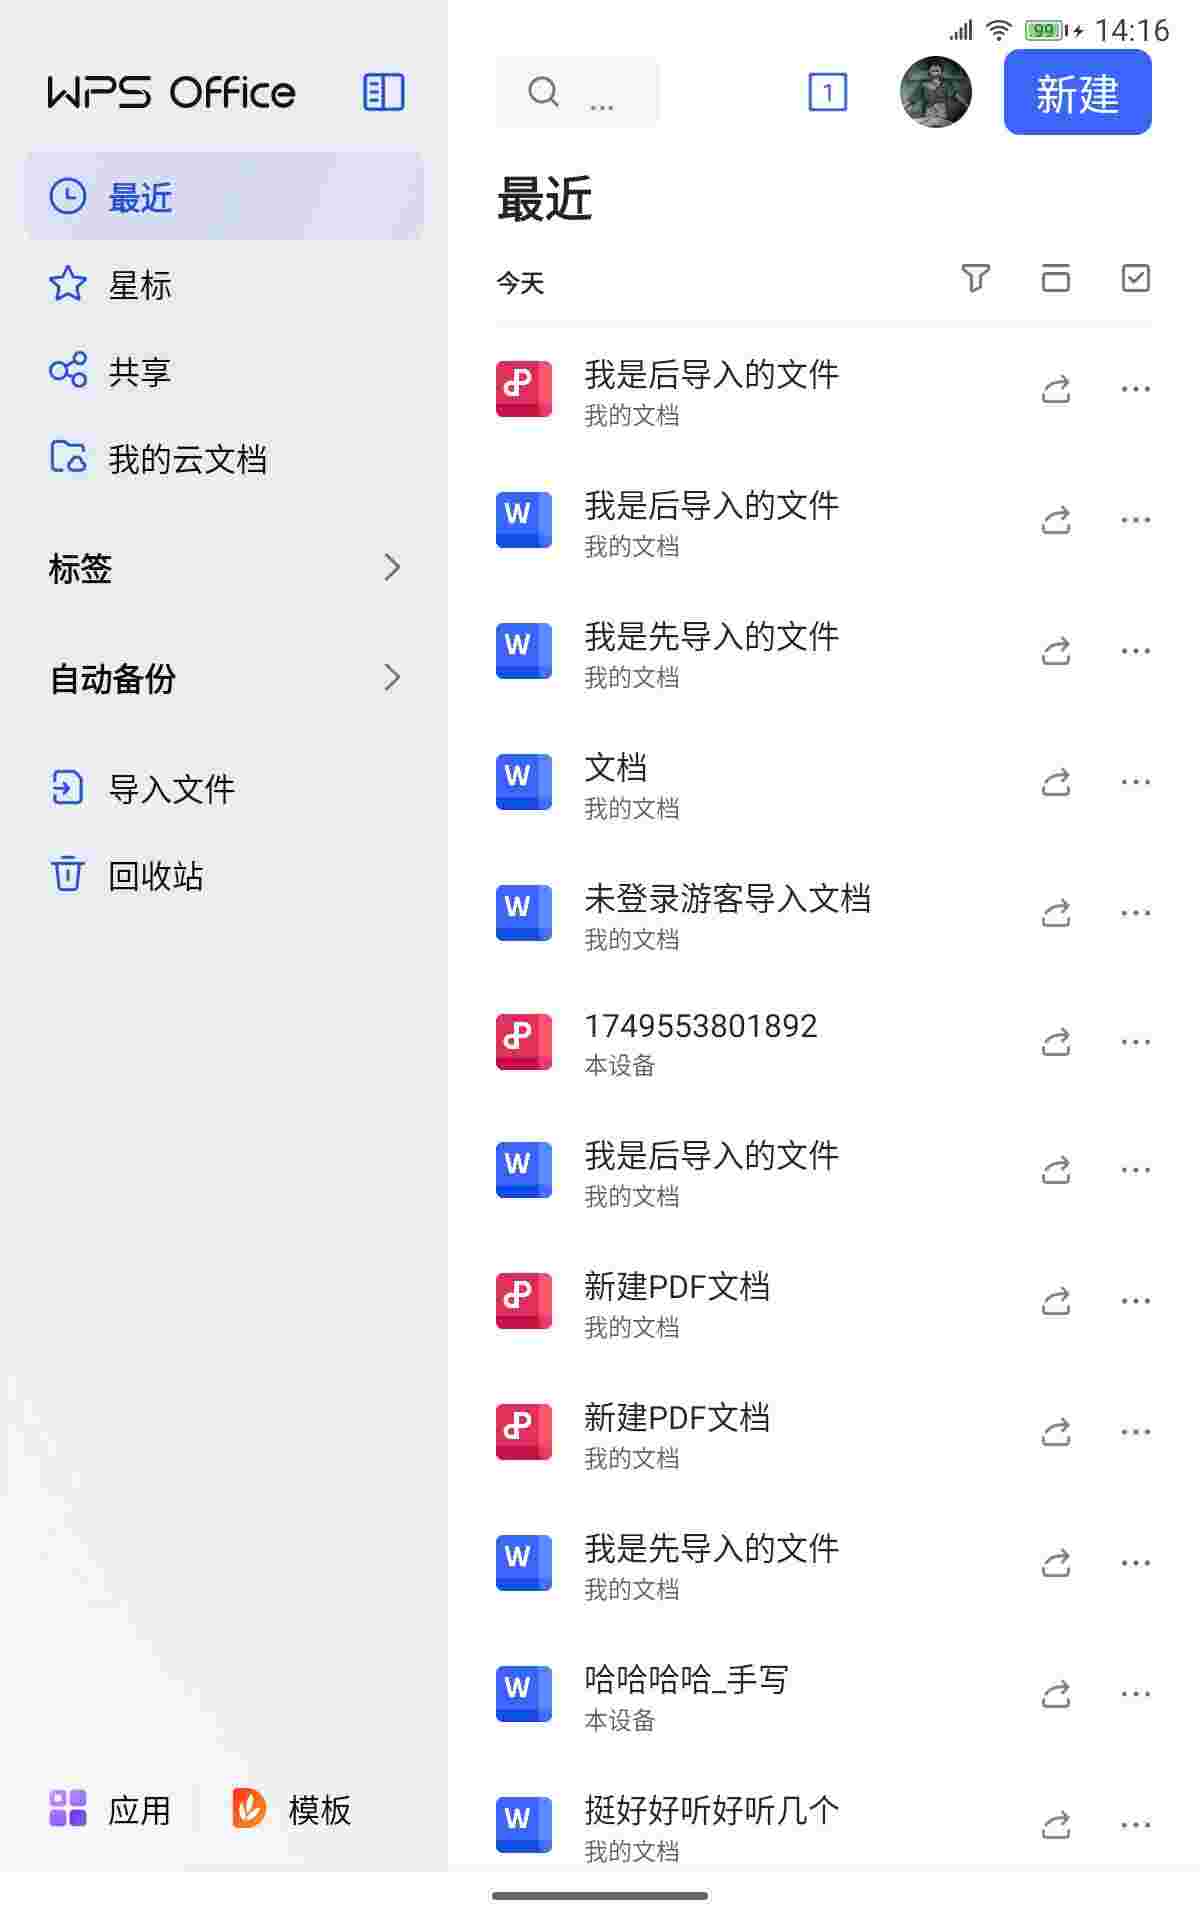 99 14:16
WPS Office
1
新建
...
最近
星标
共享
我的云文档
标签
自动备份
导入文件
回收站
应用
模板
最近
今天
我是后导入的文件
我的文档
我是后导入的文件
我的文档
我是先导入的文件
我的文档
文档
我的文档
未登录游客导入文档
我的文档
1749553801892
本设备
我是后导入的文件
我的文档
新建PDF文档
我的文档
新建PDF文档
我的文档
我是先导入的文件
我的文档
哈哈哈哈_手写
本设备
挺好好听好听几个
我的文档